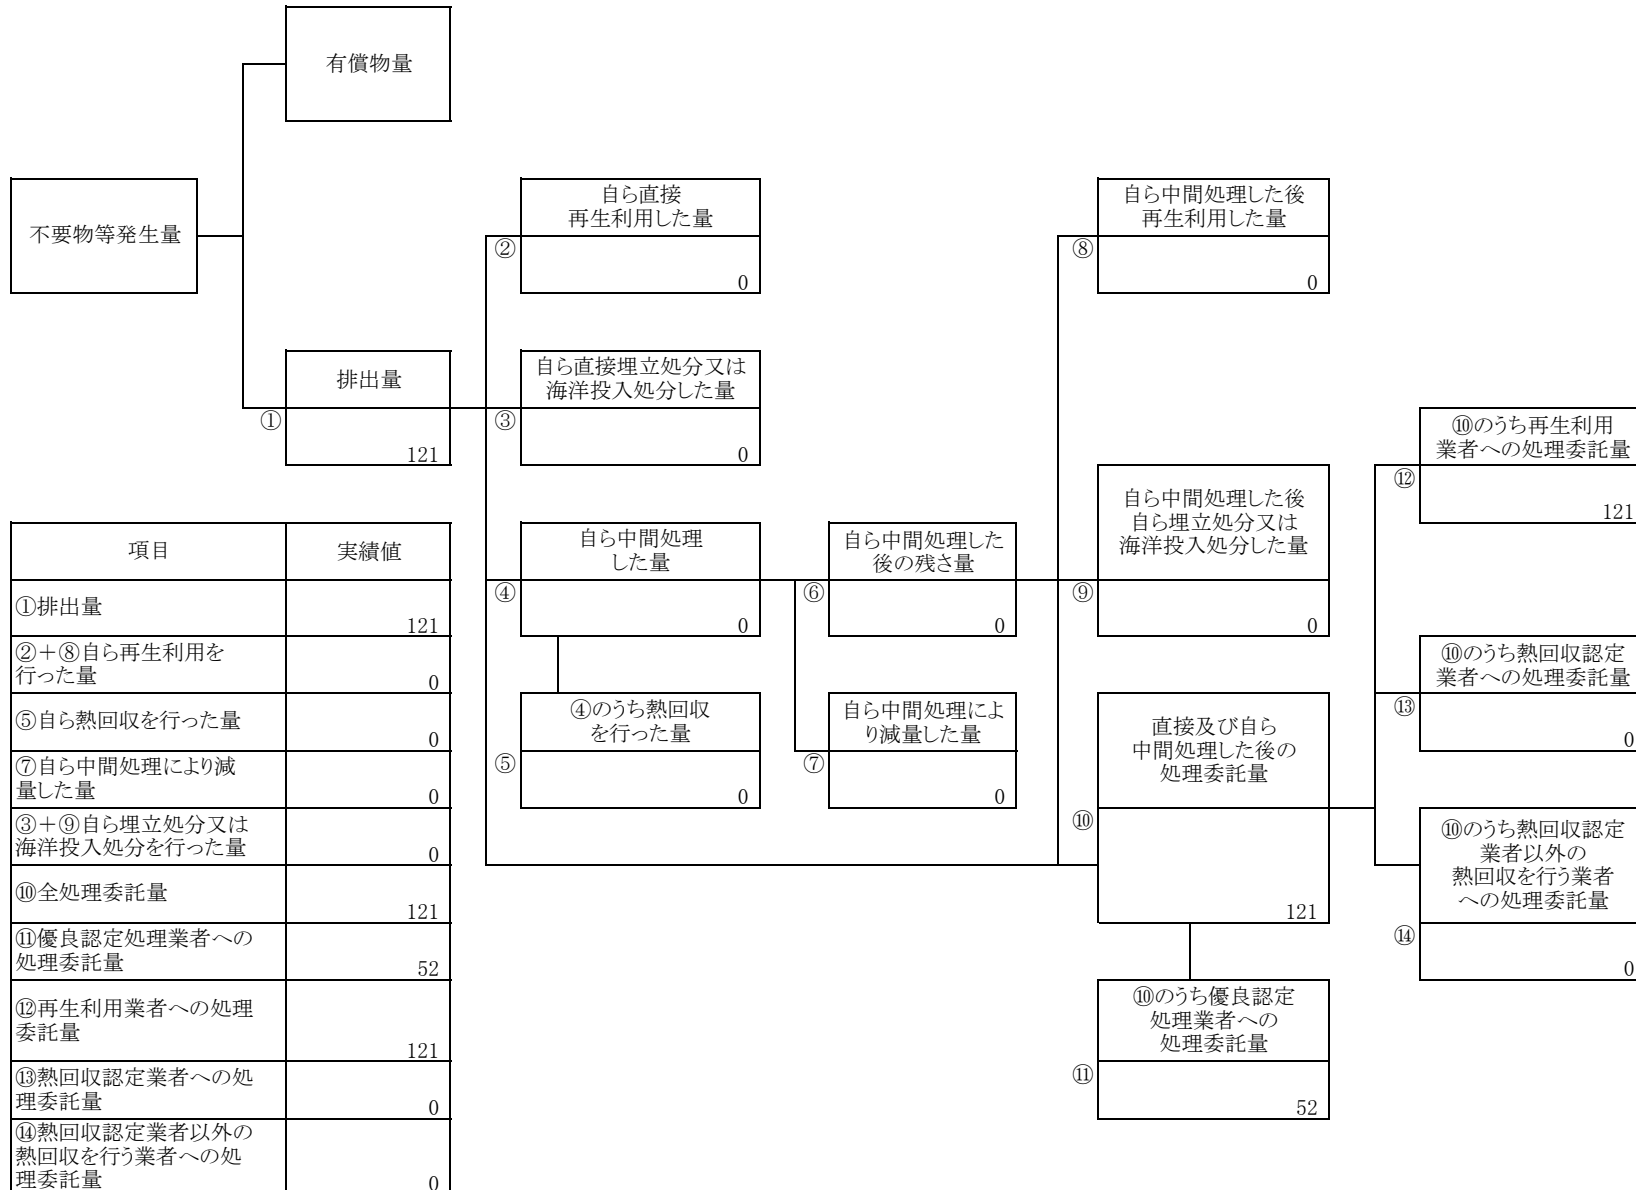 有償物量
不要物等発生量
排出量
①
121
自ら直接
再生利用した量
②
0
自ら直接埋立処分又は
海洋投入処分した量
③
0
自ら中間処理
した量
④
0
④のうち熱回収
を行った量
⑤
0
自ら中間処理した
後の残さ量
⑥
0
自ら中間処理によ
り減量した量
⑦
0
自ら中間処理した後
再生利用した量
⑧
0
自ら中間処理した後
自ら埋立処分又は
海洋投入処分した量
⑨
0
直接及び自ら
中間処理した後の
処理委託量
⑩
121
⑩のうち優良認定
処理業者への
処理委託量
⑪
52
⑩のうち再生利用
業者への処理委託量
⑫
121
⑩のうち熱回収認定
業者への処理委託量
⑬
0
⑩のうち熱回収認定
業者以外の
熱回収を行う業者
への処理委託量
⑭
0
項目 実績値
①排出量
121
②+⑧自ら再生利用を
行った量
0
⑤自ら熱回収を行った量
0
⑦自ら中間処理により減
量した量
0
③+⑨自ら埋立処分又は
海洋投入処分を行った量
0
⑩全処理委託量
121
⑪優良認定処理業者への
処理委託量
52
⑫再生利用業者への処理
委託量
121
⑬熱回収認定業者への処
理委託量
0
⑭熱回収認定業者以外の
熱回収を行う業者への処
理委託量
0